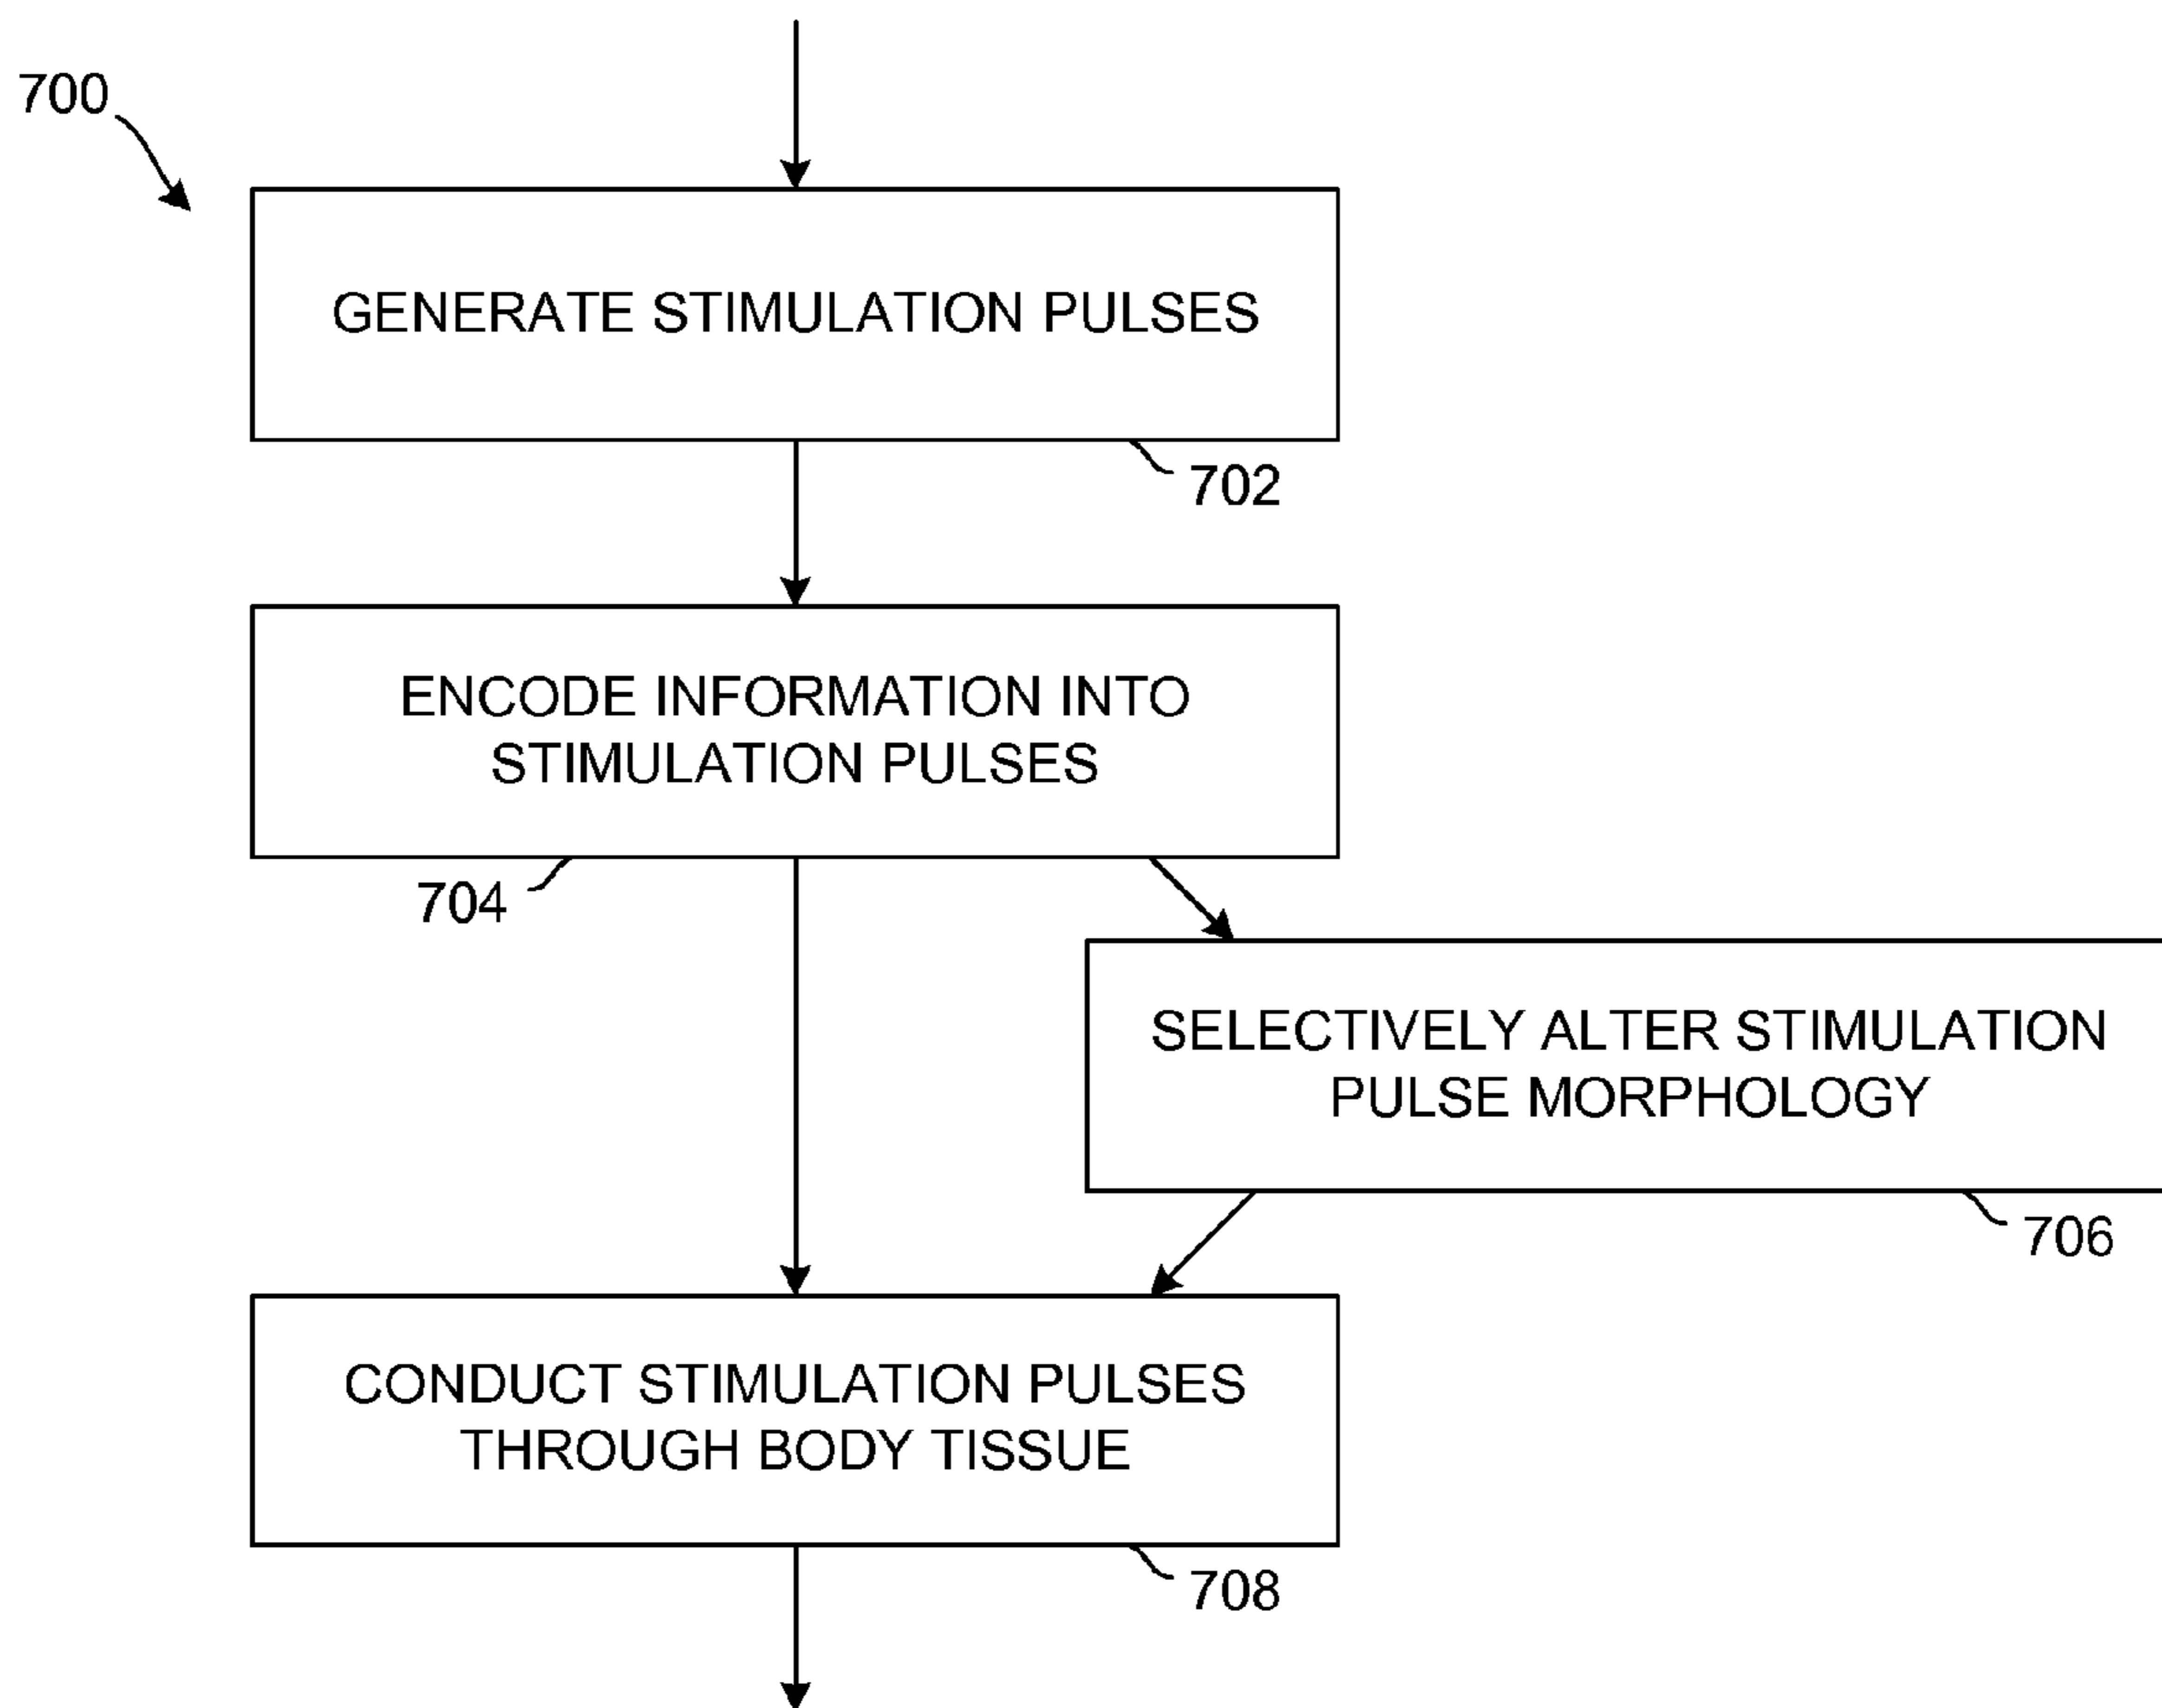 700
GENERATE STIMULATION PULSES
702
ENCODE INFORMATION INTO
STIMULATION PULSES
704
SELECTIVELY ALTER STIMULATION
PULSE MORPHOLOGY
706
CONDUCT STIMULATION PULSES
THROUGH BODY TISSUE
708